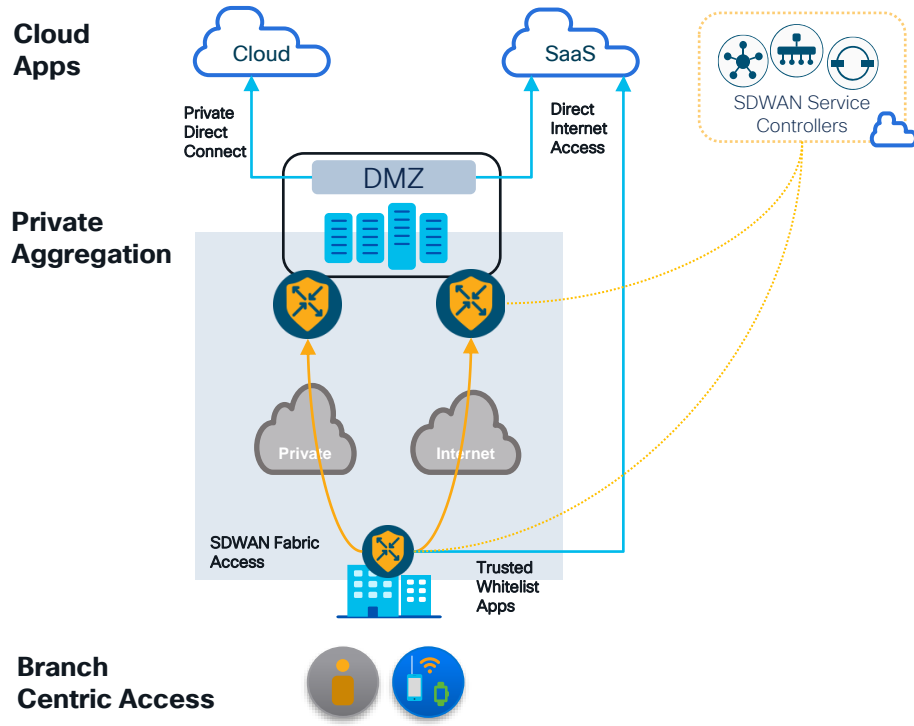 Cloud
Apps
Cloud
SaaS
SDWAN Service
Controllers
Private
Direct
Connect
Direct
Internet
Access
DMZ
Private
Aggregation
Private
Internet
SDWAN Fabric
Access
Trusted
Whitelist
Apps
Branch
Centric Access